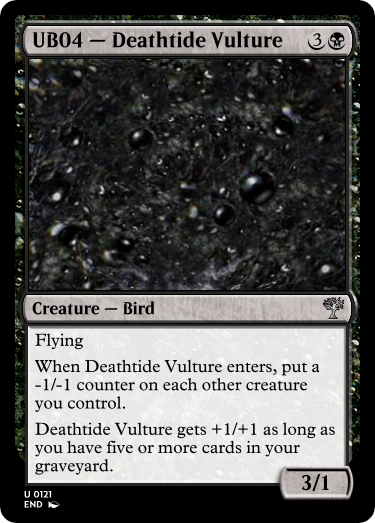 UB04 — Deathtide Vulture 3
Creature — Bird
Flying
When Deathtide Vulture enters, put a
-1/-1 counter on each other creature
you control.
Deathtide Vulture gets +1/+1 as long as
you have five or more cards in your
graveyard.
3/1
U 0121
END